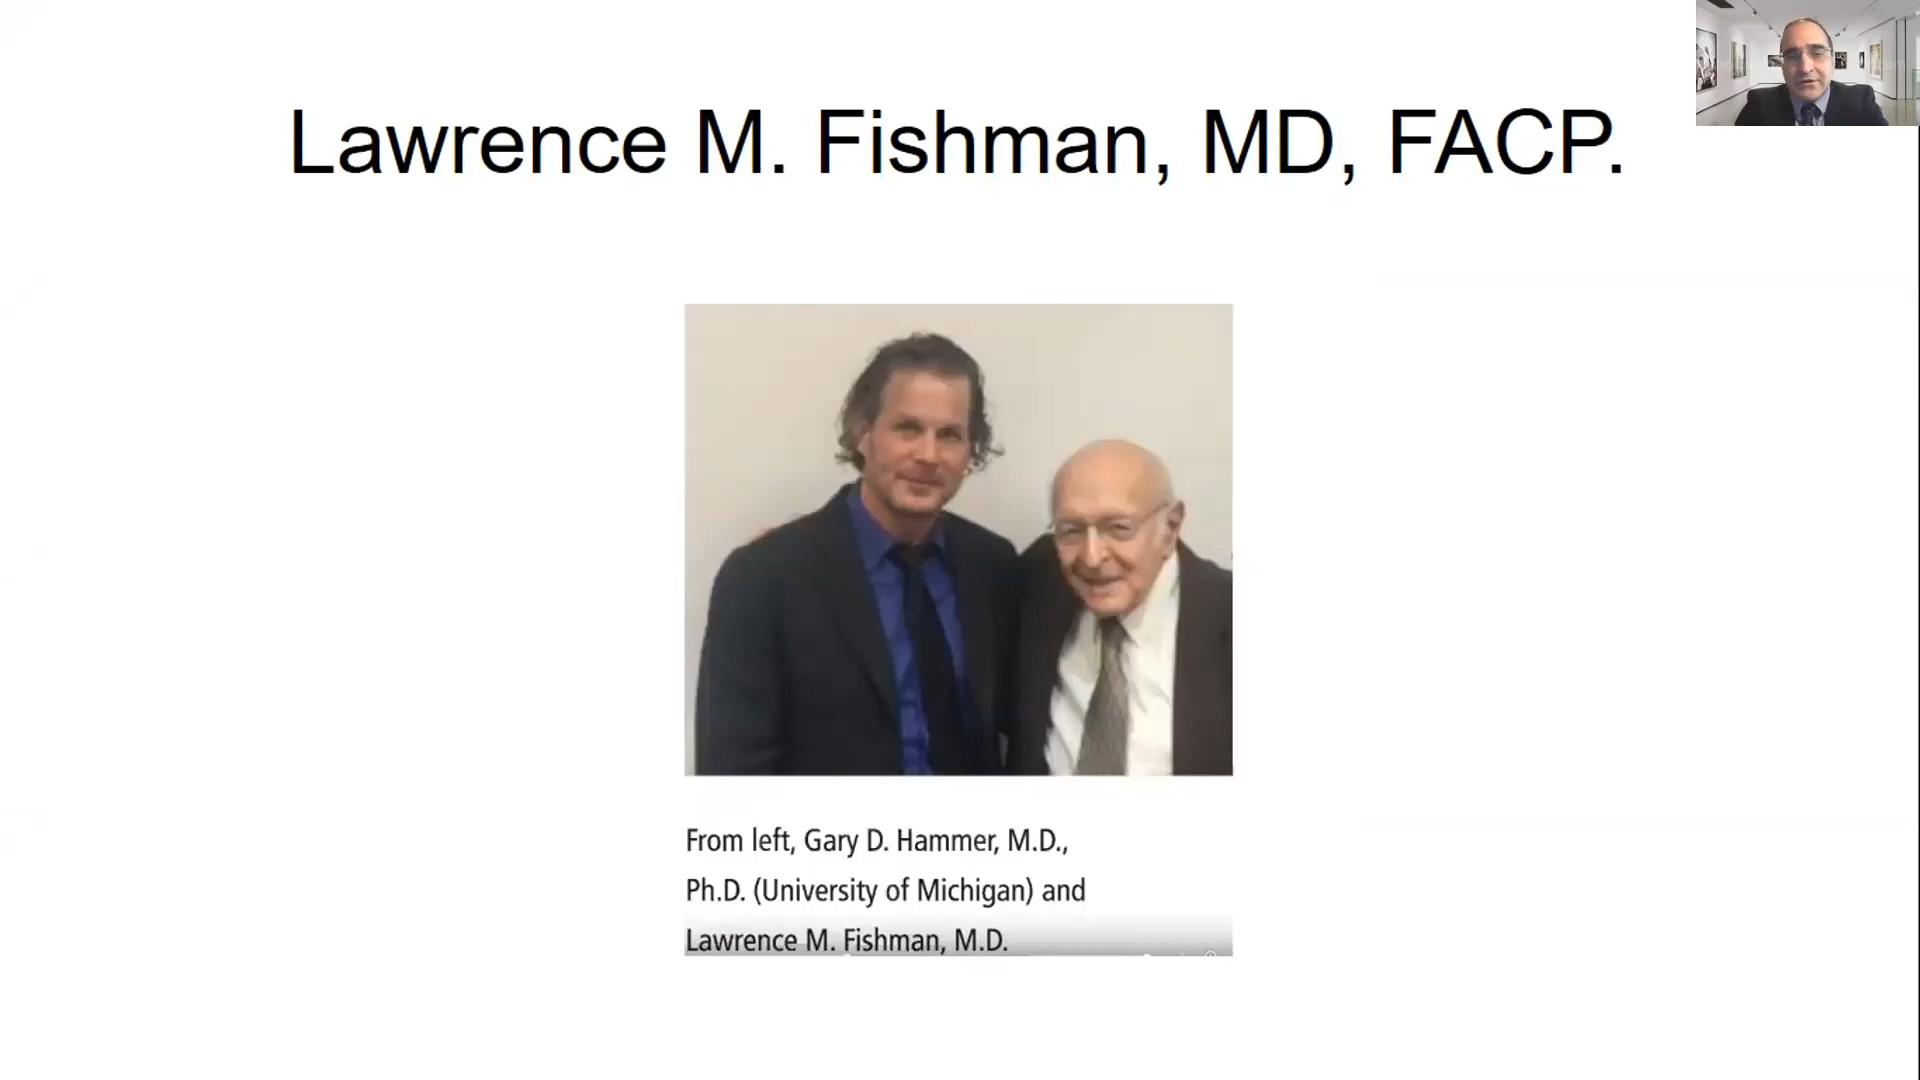 Lawrence M. Fishman, MD, FACP.
From left, Gary D. Hammer, M.D.,
Ph.D. (University of Michigan) and
Lawrence M. Fishman, M.D.